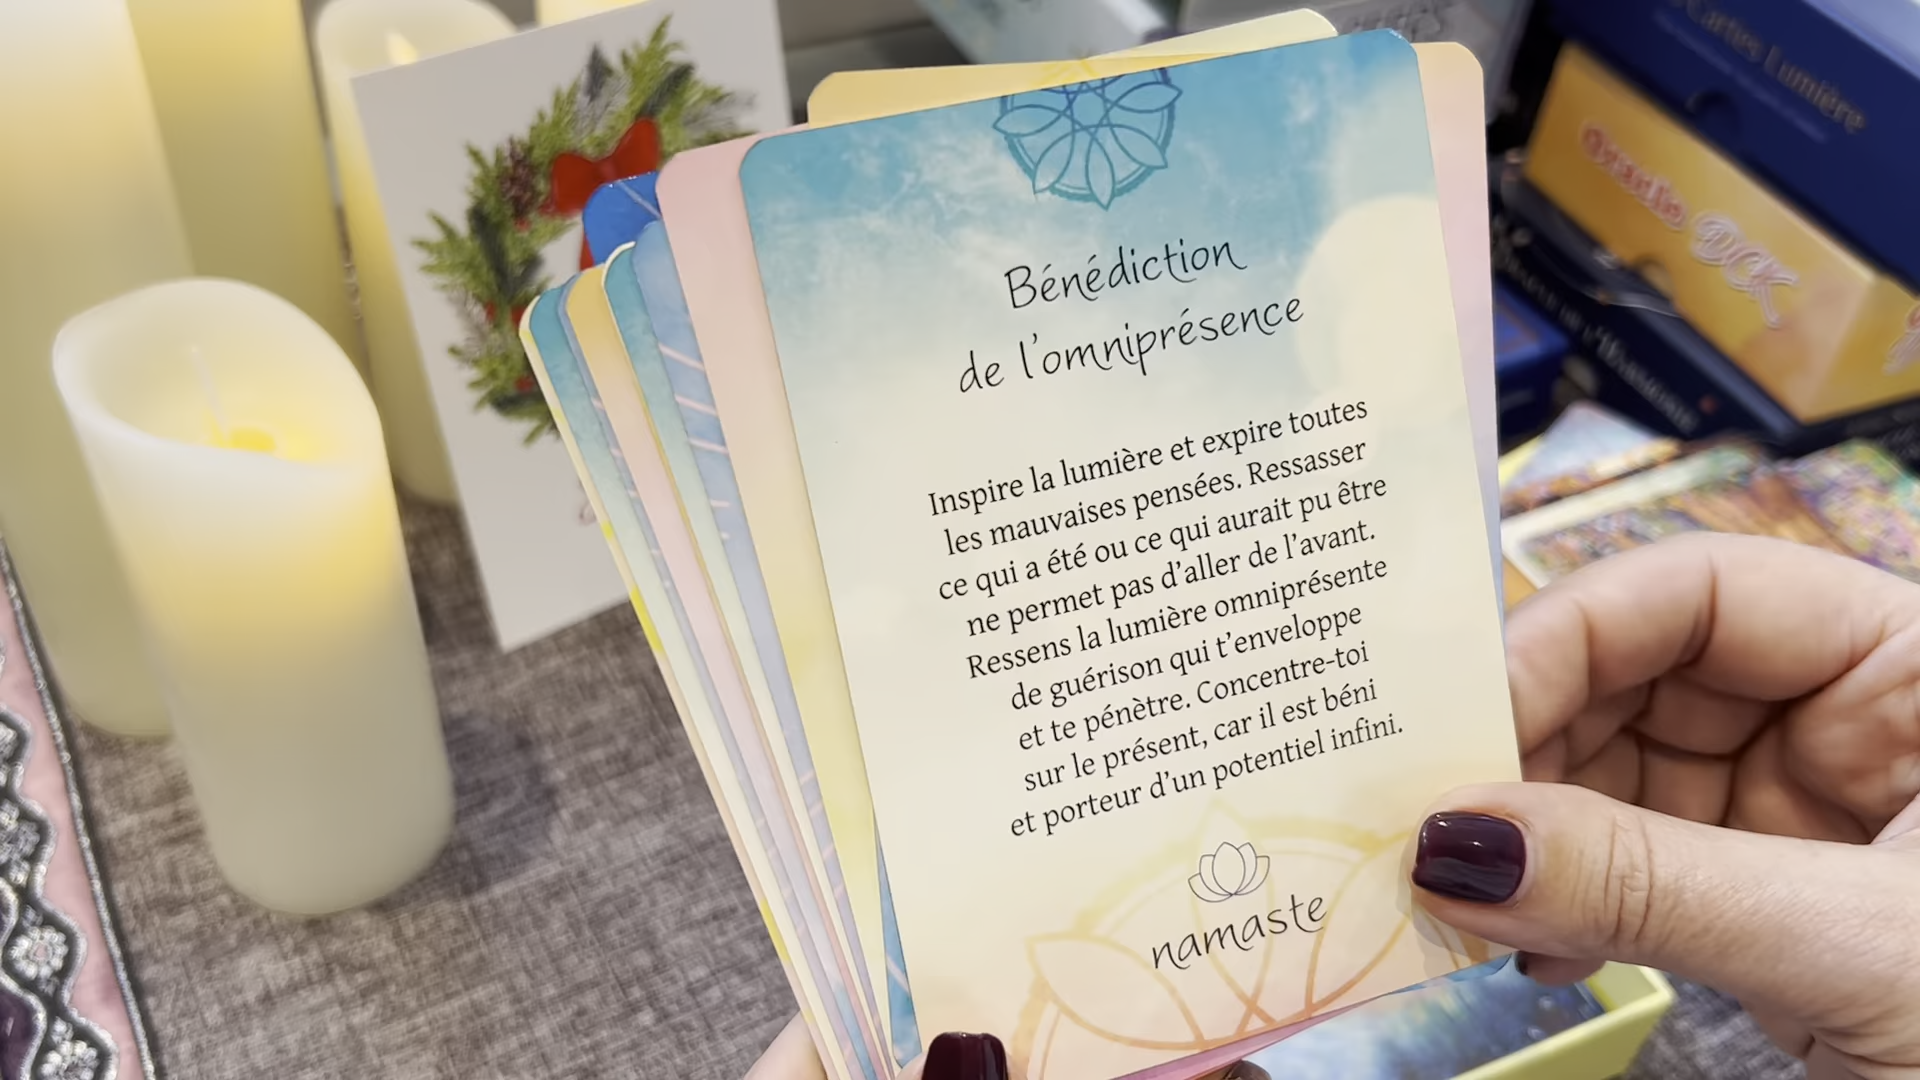 Bénédiction
de l'omniprésence
Inspire la lumière et expire toutes
les mauvaises pensées. Ressasser
ce qui a été ou ce qui aurait pu être
ne permet pas d'aller de l'avant.
Ressens la lumière omniprésente
de guérison qui t'enveloppe
et te pénètre. Concentre-toi
sur le présent, car il est béni
et porteur d'un potentiel infini.
namaste
Cartes Lumière
Oracle DCK